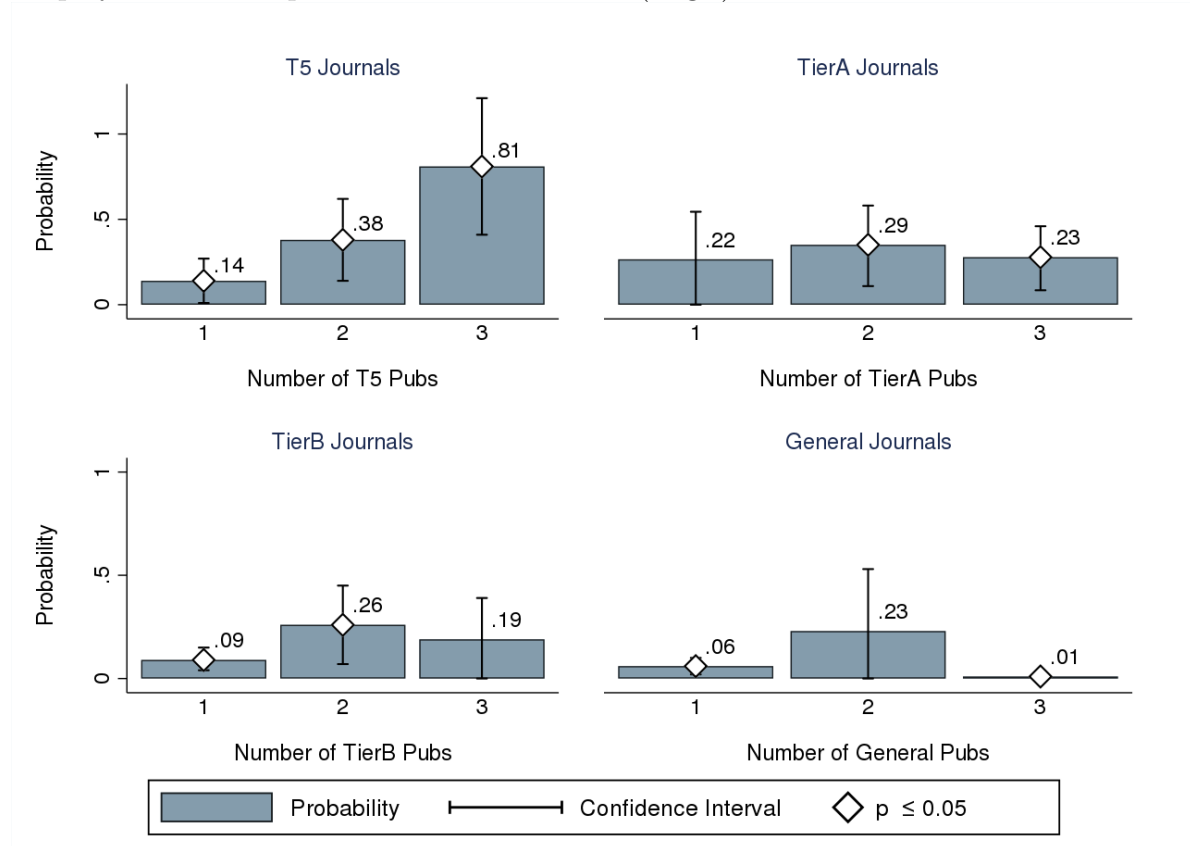 T5 Journals
TierA Journals
Probability
1
.5
0
.14
.38
.81
.22
.29
.23
1 2 3
1 2 3
Number of T5 Pubs
Number of TierA Pubs
TierB Journals
General Journals
Probability
1
.5
0
.09
.26
.19
.06
.23
.01
1 2 3
1 2 3
Number of TierB Pubs
Number of General Pubs
Probability
Confidence Interval
p ≤ 0.05